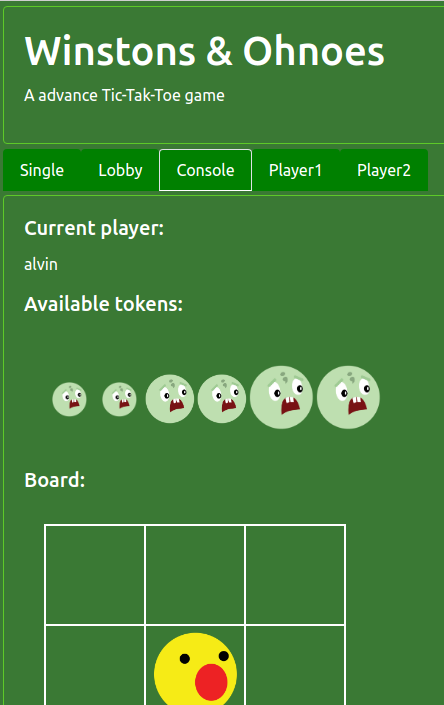 Winstons & Ohnoes
A advance Tic-Tak-Toe game
Single Lobby Console Player1 Player2
Current player:
alvin
Available tokens:
Board: